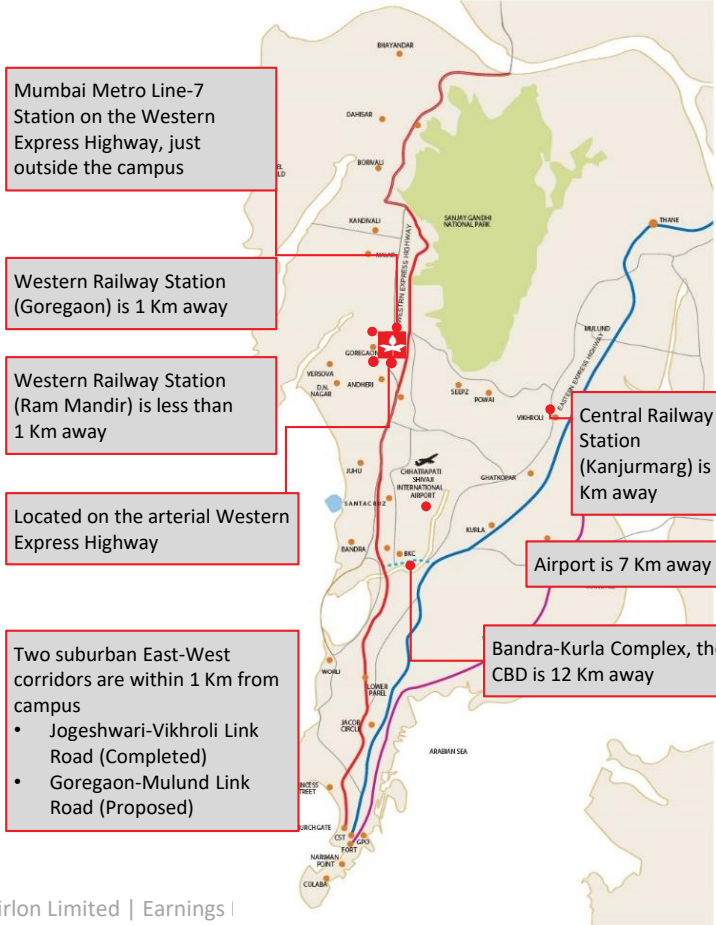 BHAYANDAR
Mumbai Metro Line-7
Station on the Western
Express Highway, just
outside the campus
DAHISAR
BORIVALI
KANDIVALI
SANJAY GANDHI
NATIONAL PARK
THANE
WESTERN EXPRESS HIGHWAY
Western Railway Station
(Goregaon) is 1 Km away
MULUND
EASTERN EXPRESS HIGHWAY
GOREGAON
VERSOVA
D.N.
NAGAR
ANDHERI
SEEPZ
POWAI
VIKHROLI
Western Railway Station
(Ram Mandir) is less than
1 Km away
Central Railway
Station
(Kanjurmarg) is
Km away
JUHU
CHHATRAPATI
SHIVAJI
INTERNATIONAL
AIRPORT
GHATKOPAR
SANTACRUZ
Located on the arterial Western
Express Highway
KURLA
BANDRA
BKC
Airport is 7 Km away
Two suburban East-West
corridors are within 1 Km from
campus
• Jogeshwari-Vikhroli Link
Road (Completed)
• Goregaon-Mulund Link
Road (Proposed)
Bandra-Kurla Complex, the
CBD is 12 Km away
WORLI
LOWER
PAREL
JACOB
CIRCLE
ARABIAN SEA
CST
GPO
FORT
NARIMAN
POINT
COLABA
Limited | Earnings